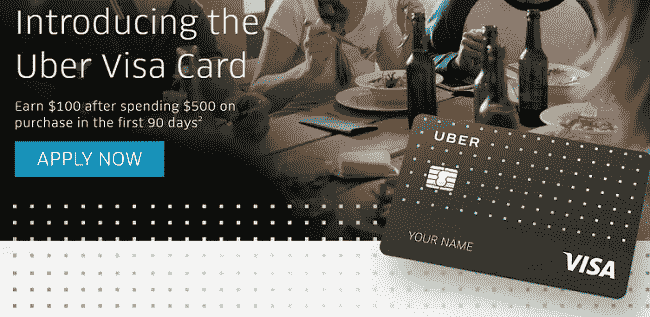 Introducing the
Uber Visa Card
Earn $100 after spending $500 on
purchase in the first 90 days2
APPLY NOW
UBER
YOUR NAME
VISA